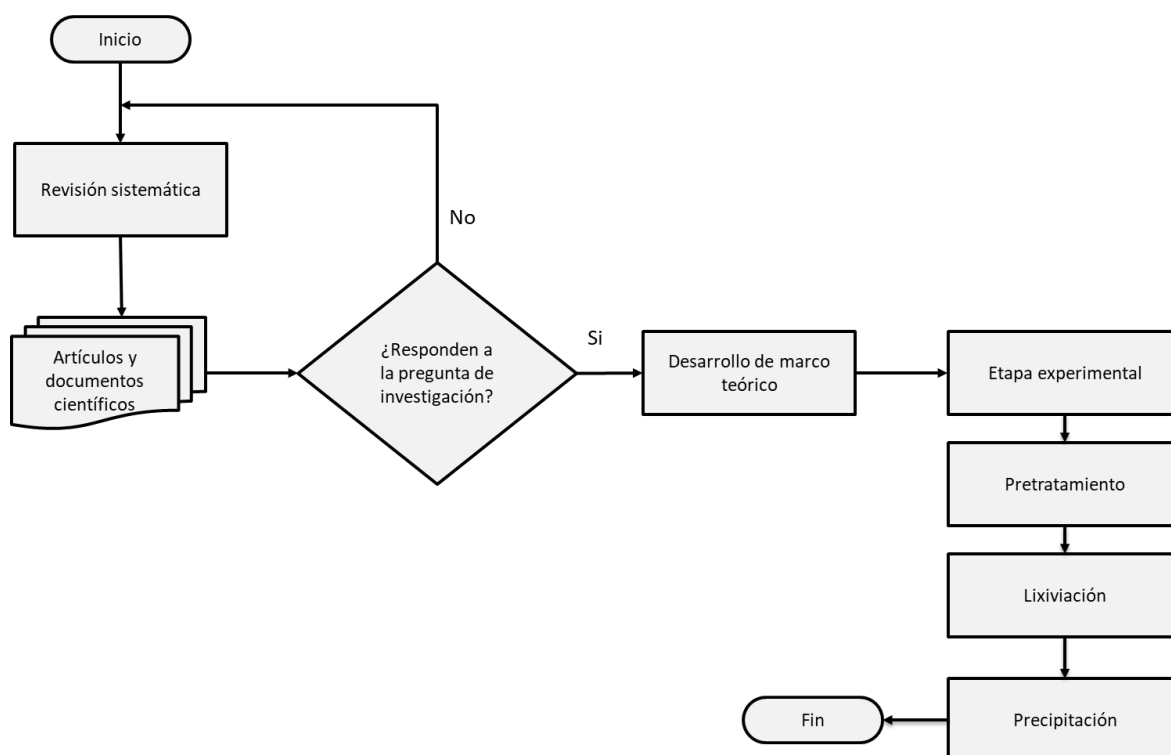 Inicio
Revisión sistemática
No
Artículos y
documentos
científicos
¿Responden a
la pregunta de
investigación?
Si
Desarrollo de marco
teórico
Etapa experimental
Pretratamiento
Lixiviación
Precipitación
Fin